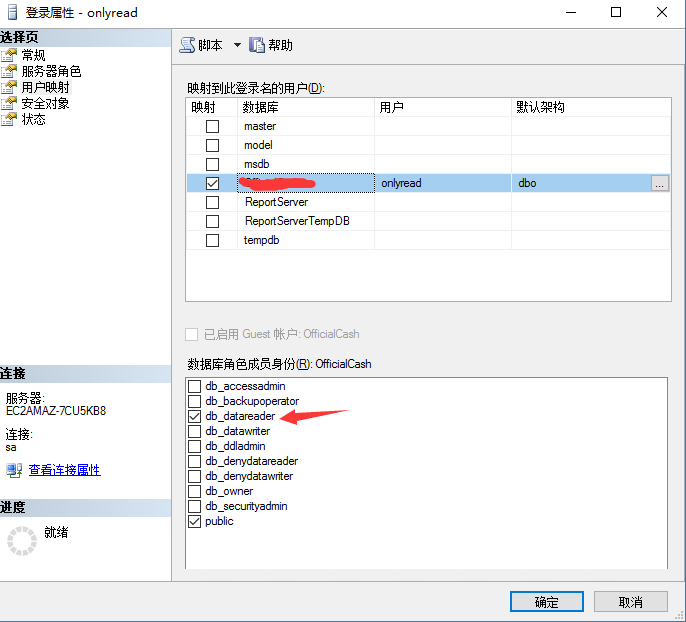 登录属性 - onlyread
选择页
常规
服务器角色
用户映射
安全对象
状态
脚本
帮助
映射到此登录名的用户(D):
映射 数据库 用户 默认架构
master
model
msdb
onlyread dbo ...
ReportServer
ReportServerTempDB
tempdb
已启用 Guest 帐户: OfficialCash
数据库角色成员身份(R): OfficialCash
db_accessadmin
db_backupoperator
db_datareader
db_datawriter
db_ddladmin
db_denydatareader
db_denydatawriter
db_owner
db_securityadmin
public
连接
服务器:
EC2AMAZ-7CU5KB8
连接:
sa
查看连接属性
进度
就绪
确定
取消